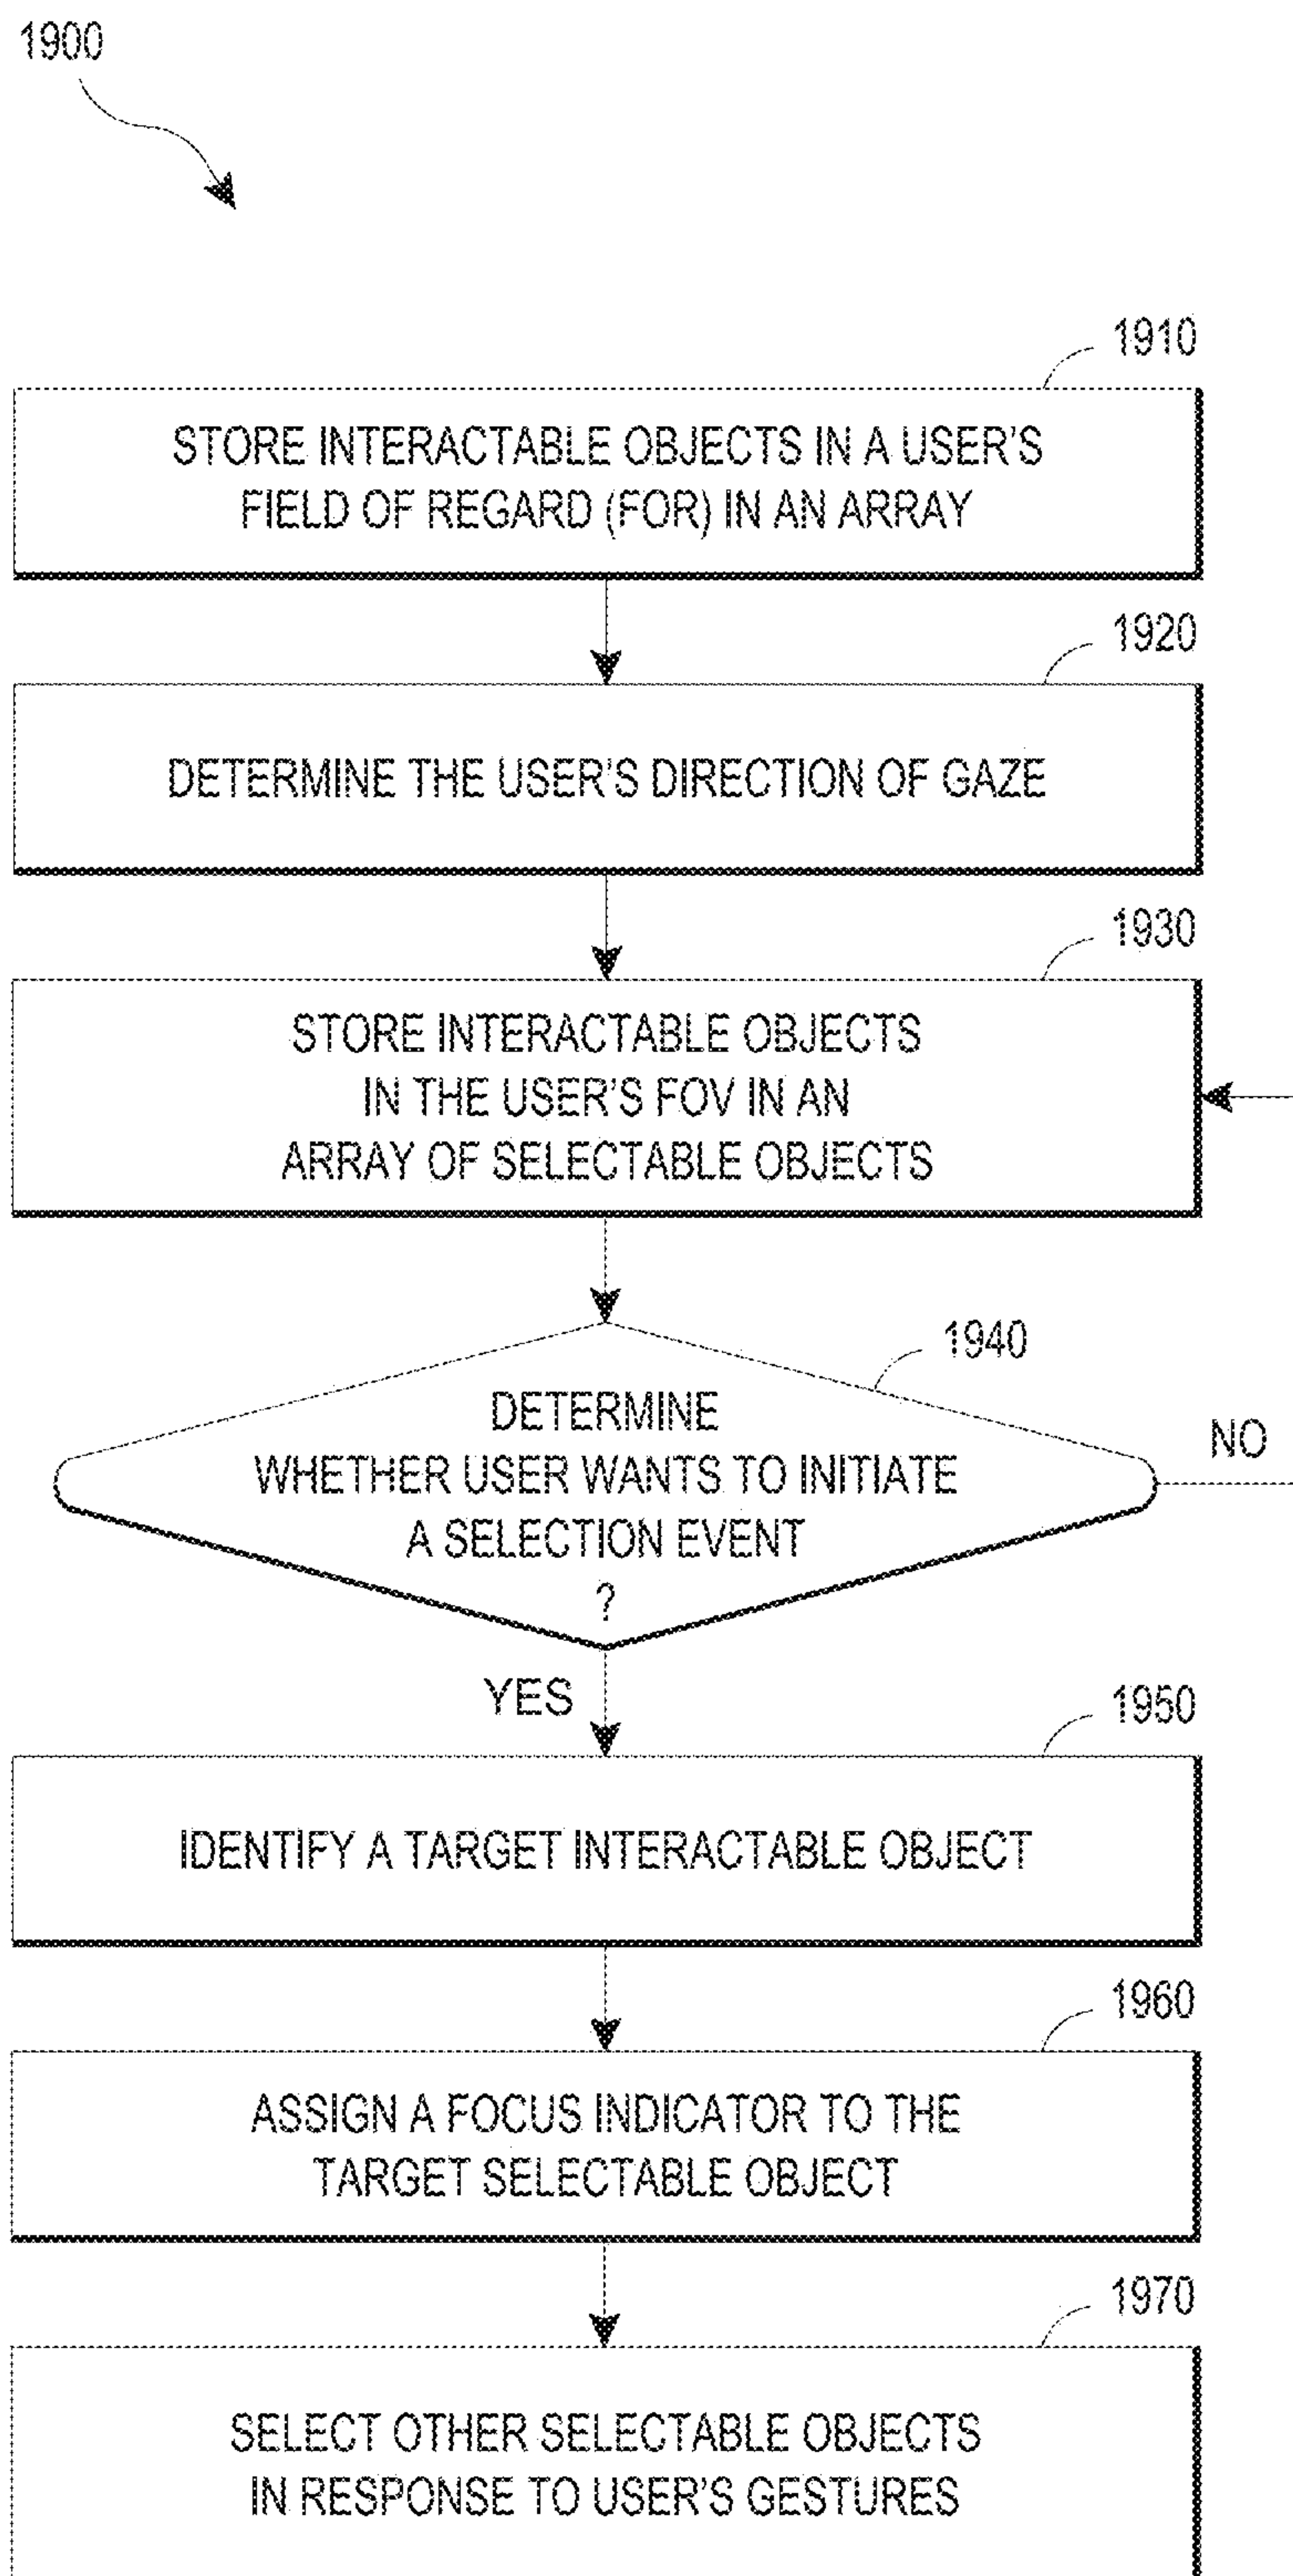 1900
1910
STORE INTERACTABLE OBJECTS IN A USER'S
FIELD OF REGARD (FOR) IN AN ARRAY
1920
DETERMINE THE USER'S DIRECTION OF GAZE
1930
STORE INTERACTABLE OBJECTS
IN THE USER'S FOV IN AN
ARRAY OF SELECTABLE OBJECTS
1940
DETERMINE
WHETHER USER WANTS TO INITIATE
A SELECTION EVENT
?
NO
YES
1950
IDENTIFY A TARGET INTERACTABLE OBJECT
1960
ASSIGN A FOCUS INDICATOR TO THE
TARGET SELECTABLE OBJECT
1970
SELECT OTHER SELECTABLE OBJECTS
IN RESPONSE TO USER'S GESTURES